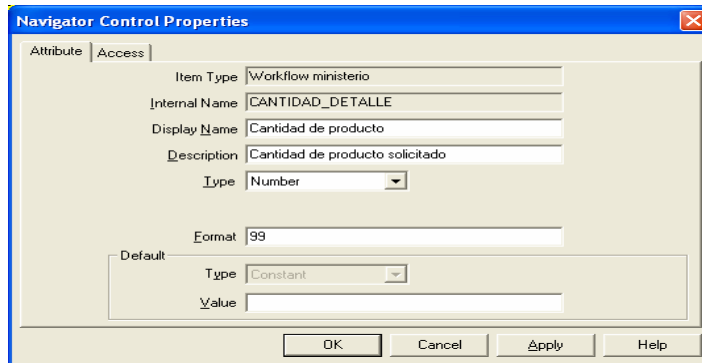 Navigator Control Properties
Attribute Access
Item Type Workflow ministerio
Internal Name CANTIDAD_DETALLE
Display Name Cantidad de producto
Description Cantidad de producto solicitado
Type Number
Format 99
Default
Type Constant
Value
OK Cancel Apply Help